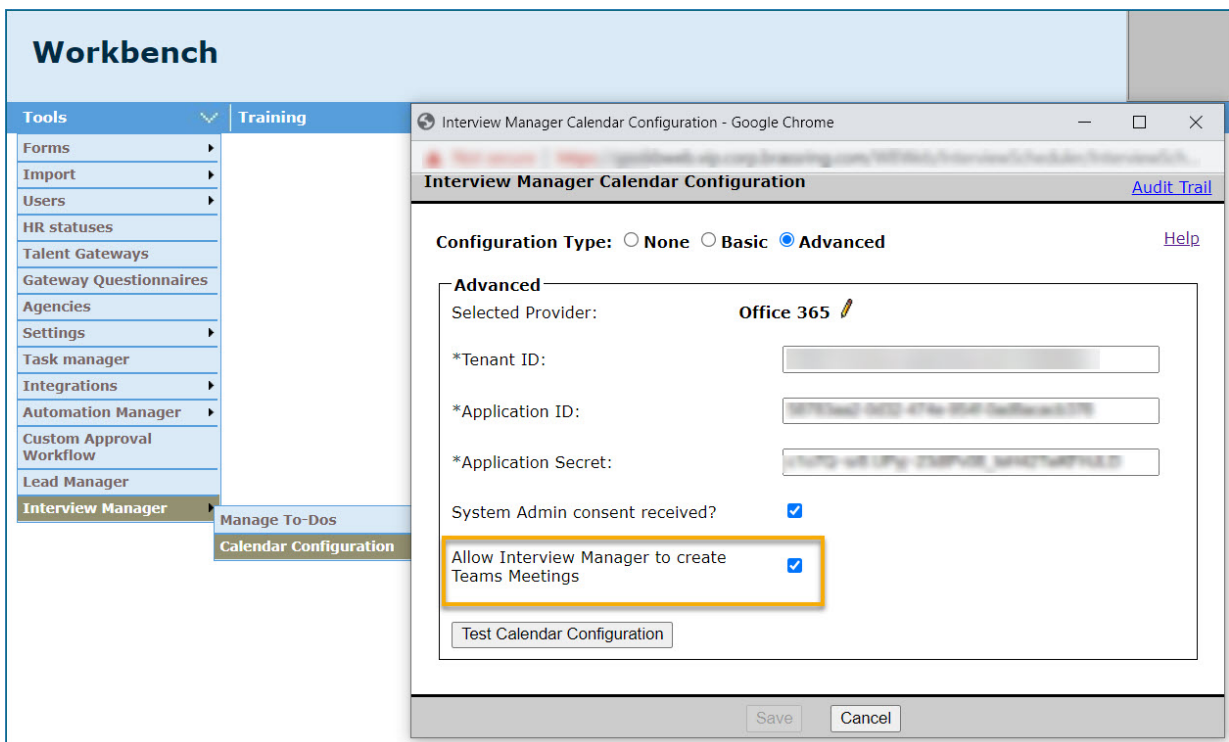 Workbench
Tools
Training
Forms
Import
Users
HR statuses
Talent Gateways
Gateway Questionnaires
Agencies
Settings
Task manager
Integrations
Automation Manager
Custom Approval
Workflow
Lead Manager
Interview Manager
Manage To-Dos
Calendar Configuration
Interview Manager Calendar Configuration - Google Chrome
Interview Manager Calendar Configuration
Audit Trail
Configuration Type: None Basic Advanced
Help
Advanced
Selected Provider: Office 365
*Tenant ID:
*Application ID:
*Application Secret:
System Admin consent received?
Allow Interview Manager to create
Teams Meetings
Test Calendar Configuration
Save Cancel